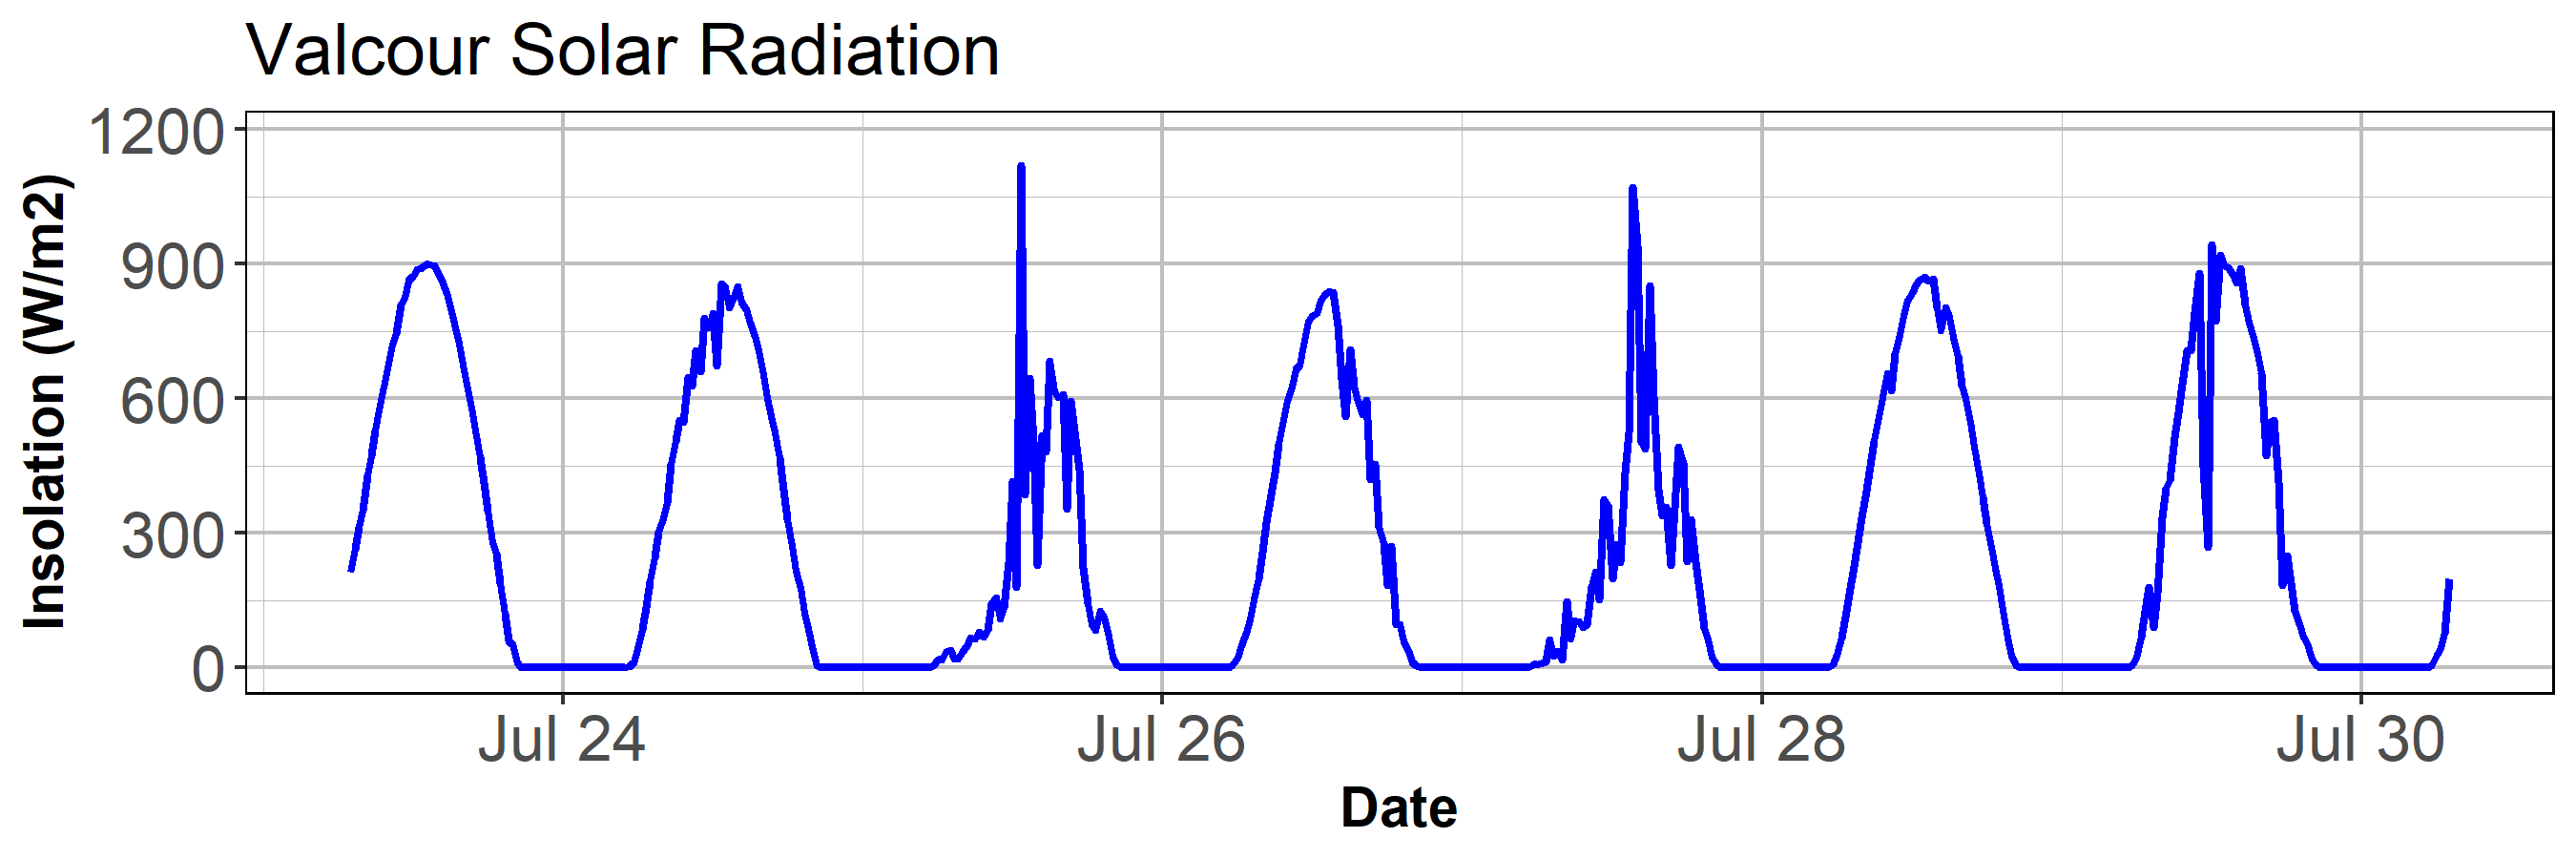 Valcour Solar Radiation
Insolation (W/m2)
1200
900
600
300
0
Jul 24
Jul 26
Jul 28
Jul 30
Date